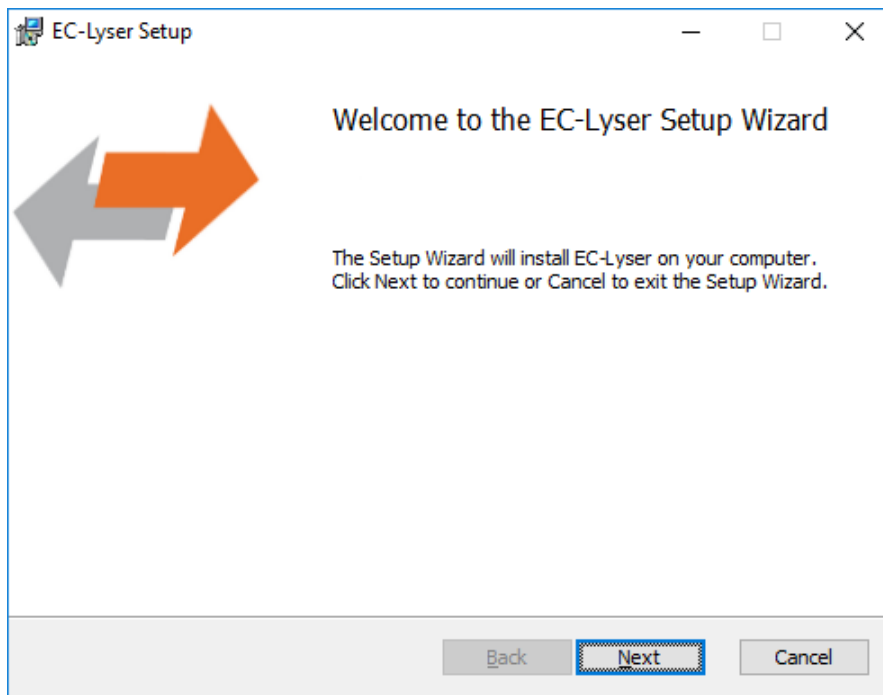 EC-Lyser Setup
Welcome to the EC-Lyser Setup Wizard
The Setup Wizard will install EC-Lyser on your computer.
Click Next to continue or Cancel to exit the Setup Wizard.
Back Next Cancel